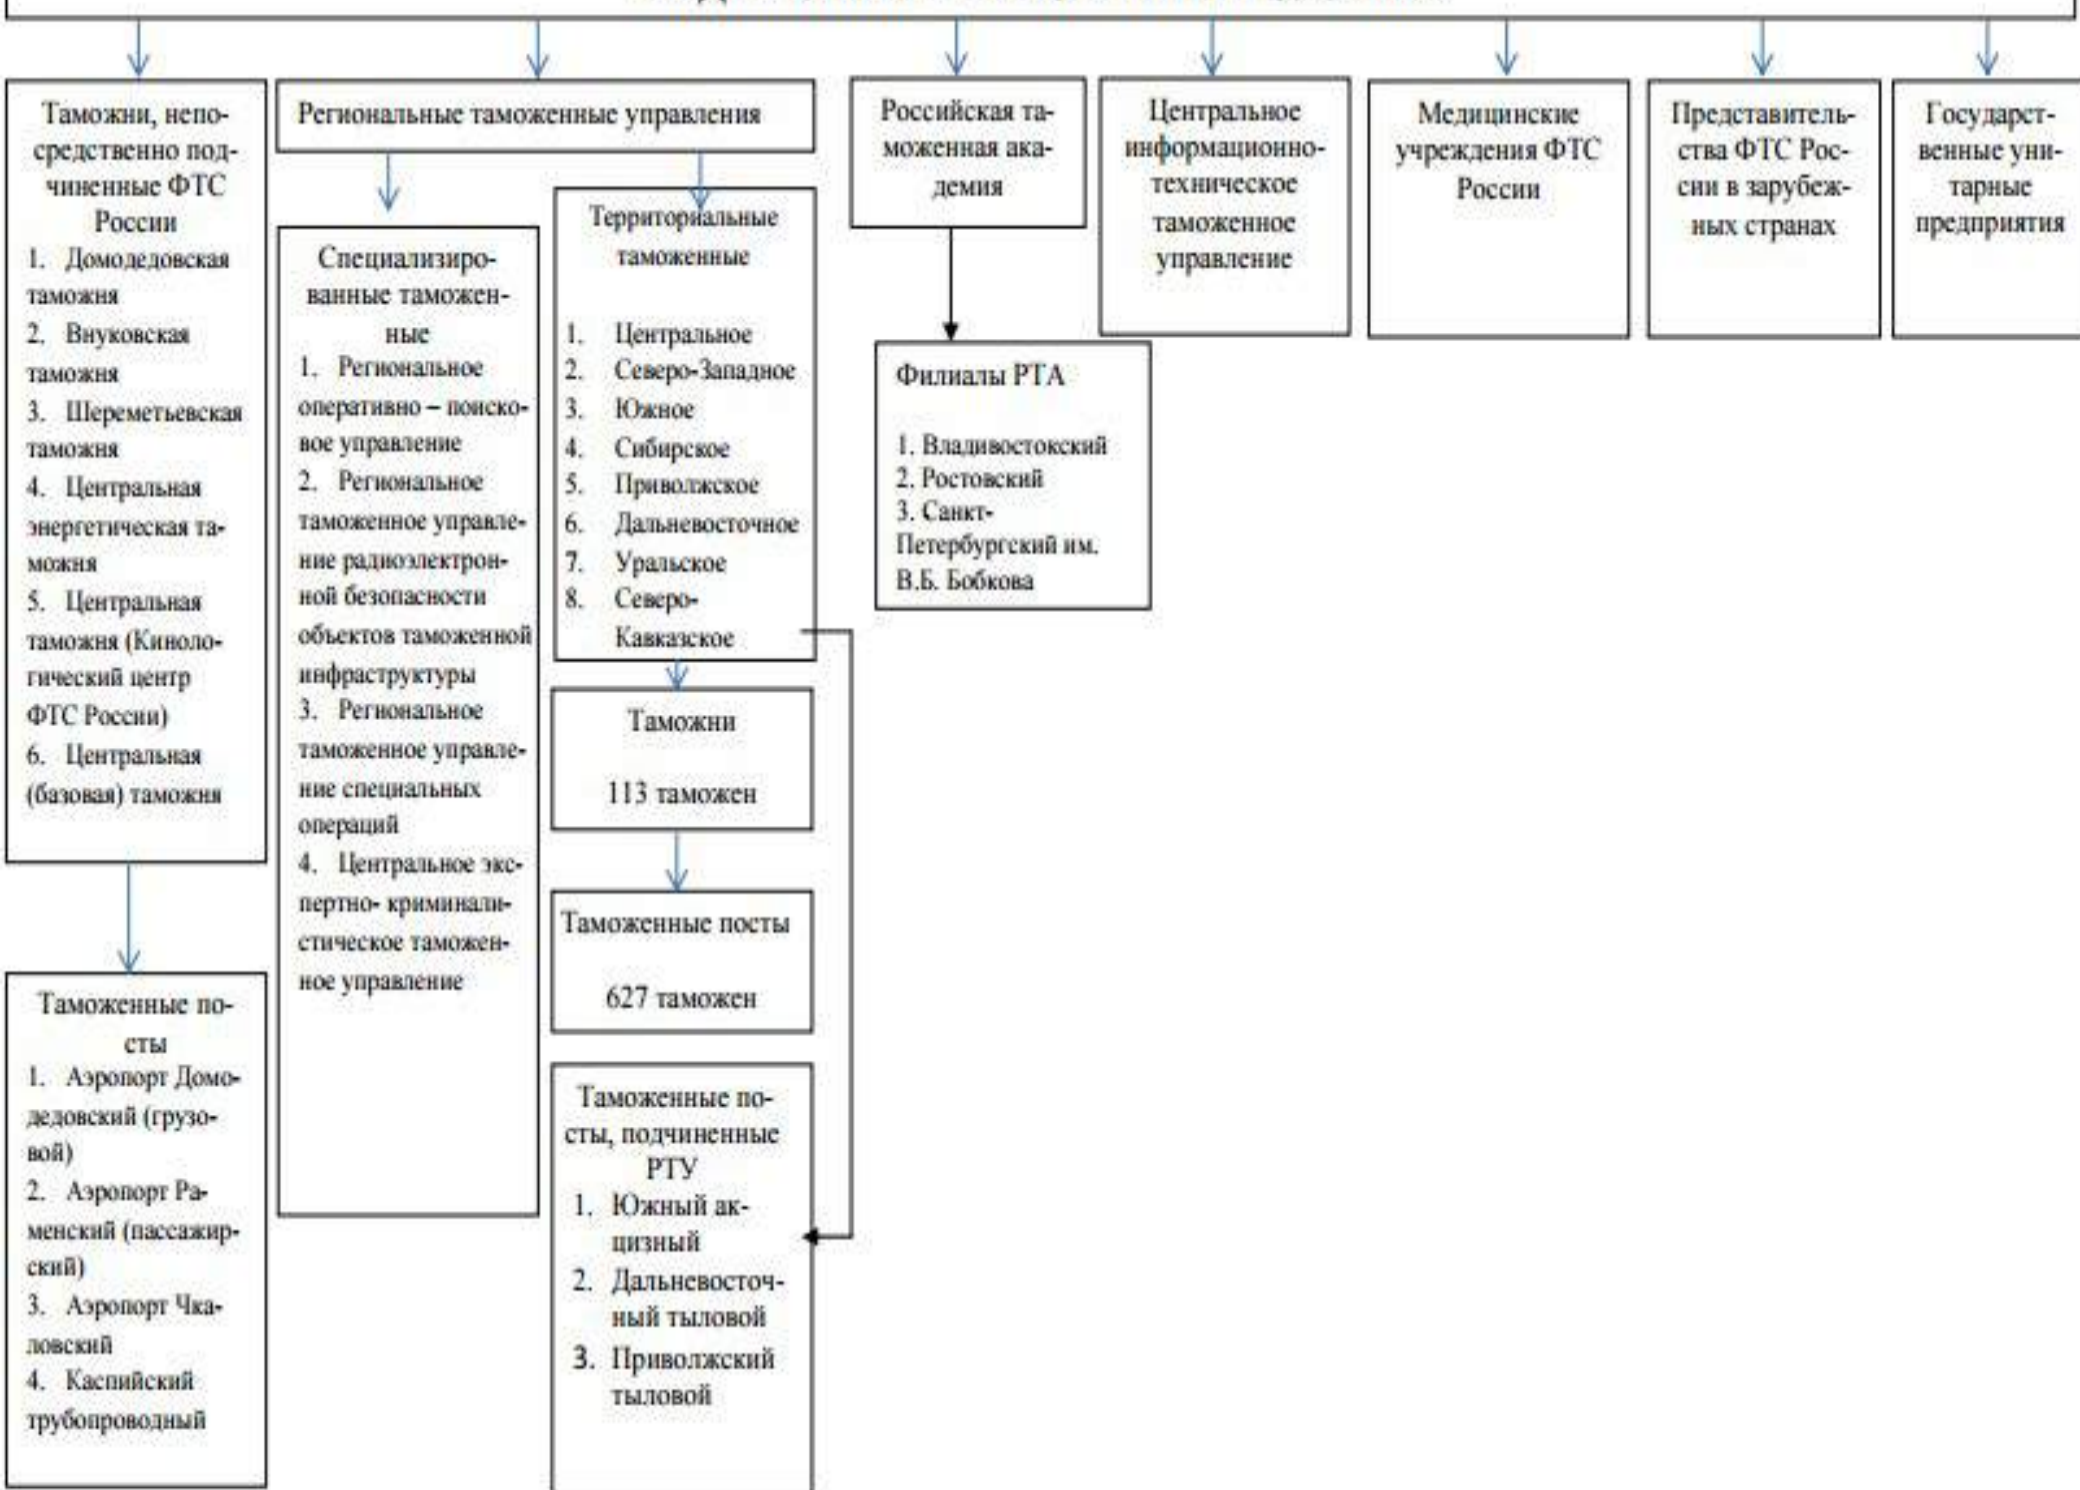 Таможни, непо-
средственно под-
чиненные ФТС
России
1. Домодедовская
таможня
2. Внуковская
таможня
3. Шереметьевская
таможня
4. Центральная
энергетическая та-
можня
5. Центральная
таможня (Киноло-
гический центр
ФТС России)
6. Центральная
(базовая) таможня
Таможенные по-
сты
1. Аэропорт Домо-
дедовский (грузо-
вой)
2. Аэропорт Ра-
менский (пассажир-
ский)
3. Аэропорт Чка-
ловский
4. Каспийский
трубопроводный
Региональные таможенные управления
Специализиро-
ванные таможен-
ные
1. Региональное
оперативно – поиско-
вое управление
2. Региональное
таможенное управле-
ние радиоэлектрон-
ной безопасности
объектов таможенной
инфраструктуры
3. Региональное
таможенное управле-
ние специальных
операций
4. Центральное экс-
пертно- криминали-
стическое таможен-
ное управление
Территориальные
таможенные
1. Центральное
2. Северо-Западное
3. Южное
4. Сибирское
5. Приволжское
6. Дальневосточное
7. Уральское
8. Северо-
Кавказское
Таможни
113 таможен
Таможенные посты
627 таможен
Таможенные по-
сты, подчиненные
РТУ
1. Южный ак-
цизный
2. Дальневосточ-
ный тыловой
3. Приволжский
тыловой
Российская та-
моженная ака-
демия
Филиалы РТА
1. Владивостокский
2. Ростовский
3. Санкт-
Петербургский им.
В.Б. Бобкова
Центральное
информационно-
техническое
таможенное
управление
Медицинские
учреждения ФТС
России
Представитель-
ства ФТС Рос-
сии в зарубеж-
ных странах
Государст-
венные уни-
тарные
предприятия